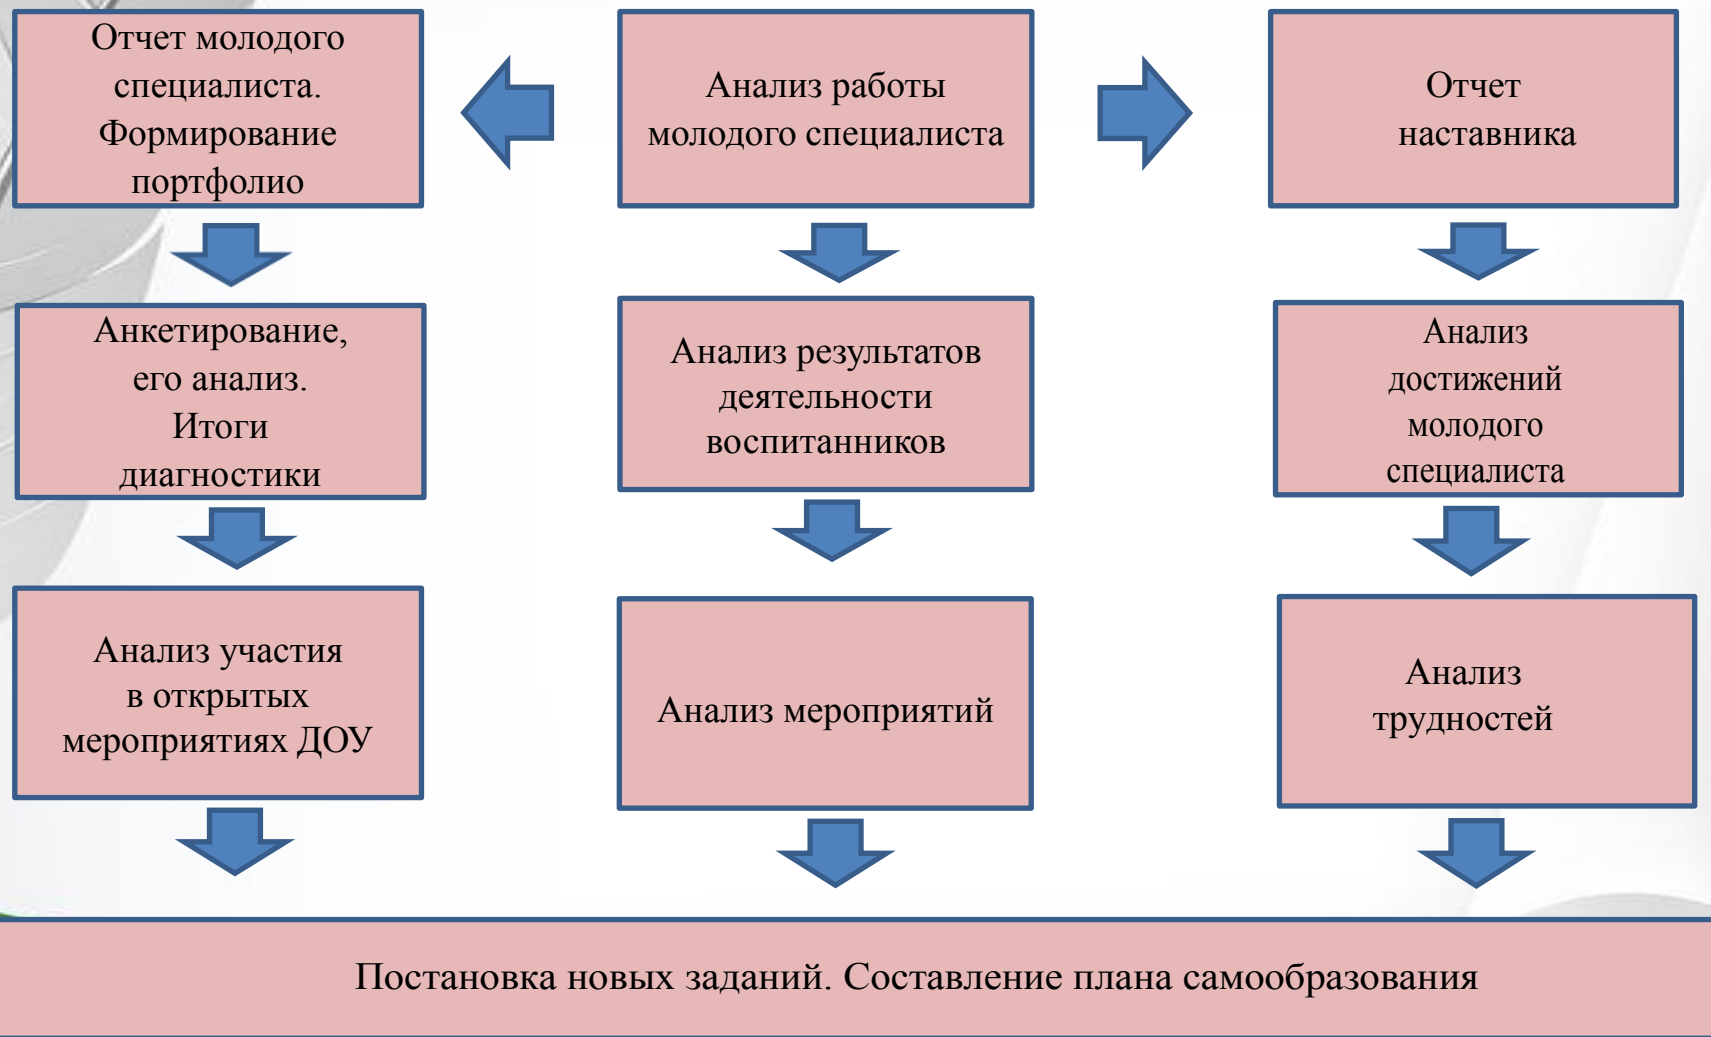 Отчет молодого
специалиста.
Формирование
портфолио
Анализ работы
молодого специалиста
Отчет
наставника
Анкетирование,
его анализ.
Итоги
диагностики
Анализ результатов
деятельности
воспитанников
Анализ
достижений
молодого
специалиста
Анализ участия
в открытых
мероприятиях ДОУ
Анализ мероприятий
Анализ
трудностей
Постановка новых заданий. Составление плана самообразования